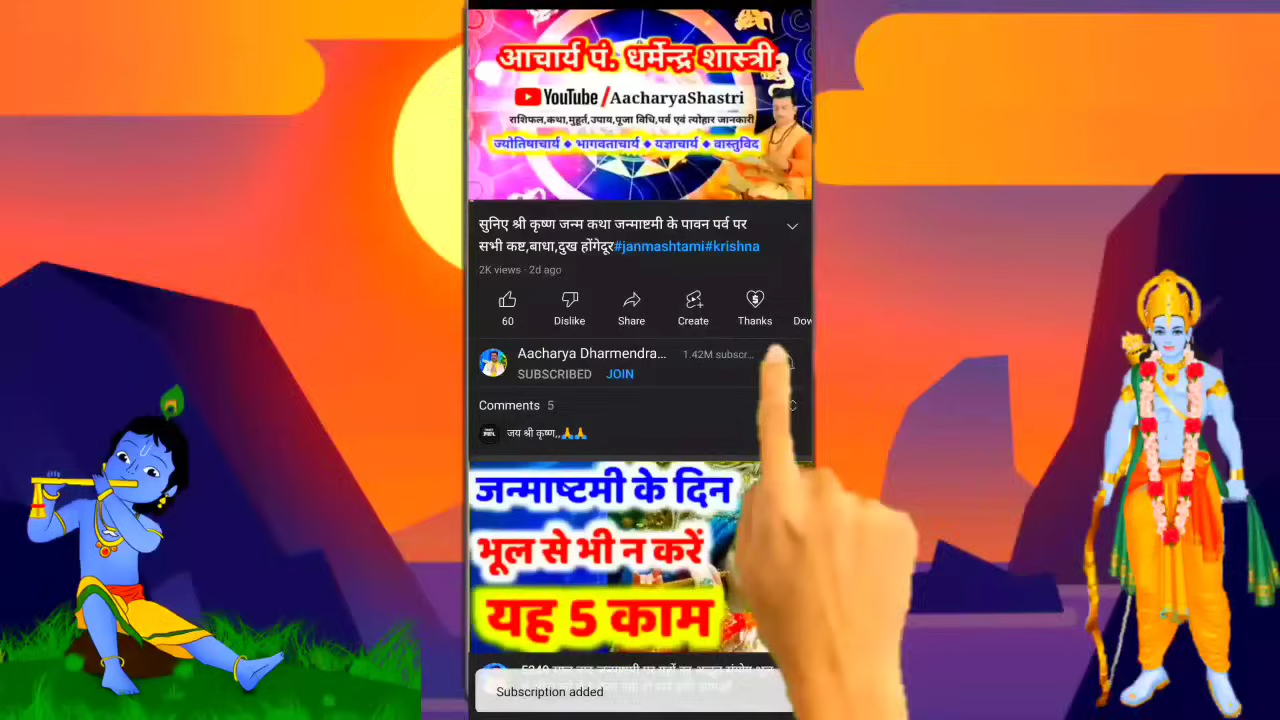 आचार्य पं. धर्मेन्द्र शास्त्री
YouTube/AacharyaShastri
राशिफल,कथा,मुहूर्त,उपाय,पूजा विधि,पर्व एवं त्योहार जानकारी
ज्योतिषाचार्य ◆ भागवताचार्य ◆ यज्ञाचार्य ◆ वास्तुविद
सुनिए श्री कृष्ण जन्म कथा जन्माष्टमी के पावन पर्व पर
सभी कष्ट,बाधा,दुख होंगेदूर#janmashtami#krishna
2K views · 2d ago
60 Dislike Share Create Thanks Dow
Aacharya Dharmendra... 1.42M subscr...
SUBSCRIBED JOIN
Comments 5
जय श्री कृष्ण,,🙏🙏
जन्माष्टमी के दिन
भूल से भी न करें
यह 5 काम
Subscription added